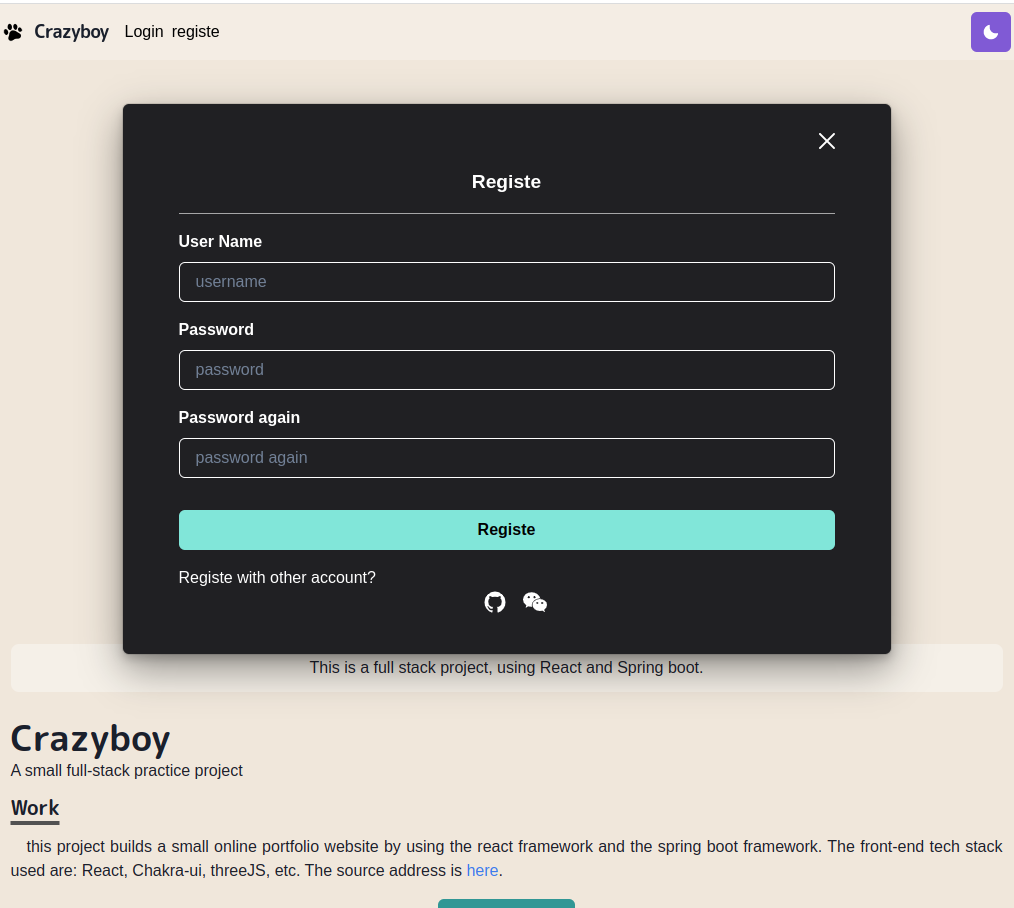 Crazyboy Login registe
Registe
User Name
username
Password
password
Password again
password again
Registe
Registe with other account?
This is a full stack project, using React and Spring boot.
Crazyboy
A small full-stack practice project
Work
this project builds a small online portfolio website by using the react framework and the spring boot framework. The front-end tech stack
used are: React, Chakra-ui, threeJS, etc. The source address is here.